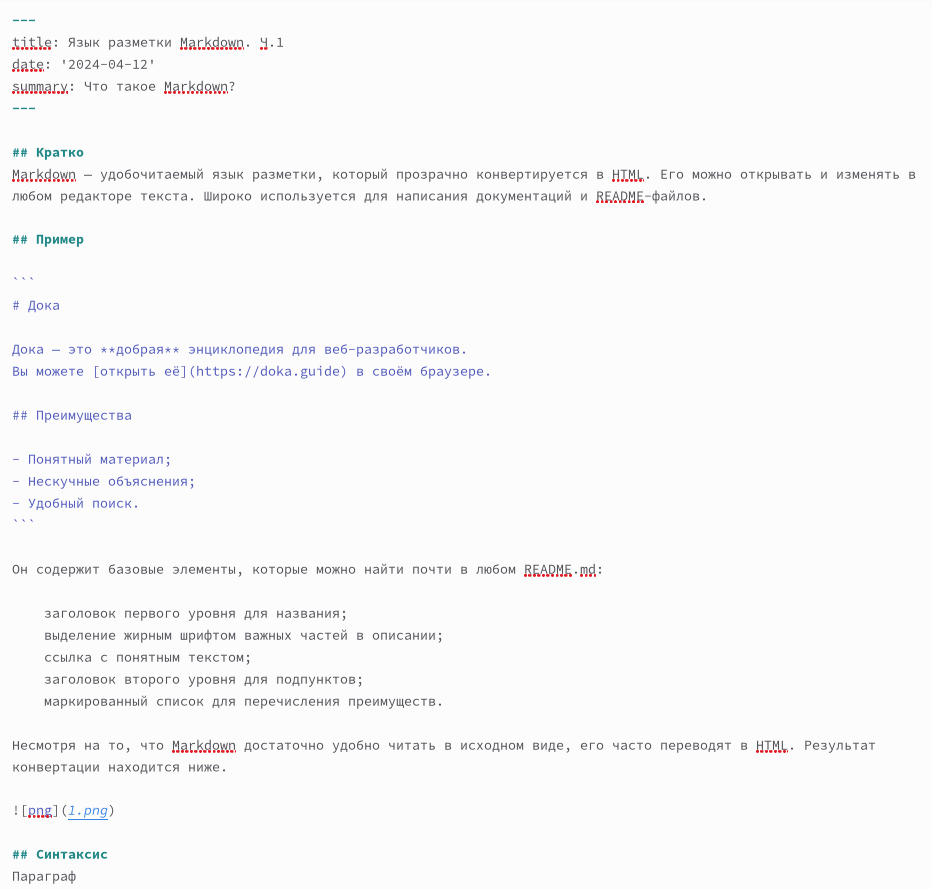 ---
title: Язык разметки Markdown. Ч.1
date: '2024-04-12'
summary: Что такое Markdown?
---
## Кратко
Markdown — удобочитаемый язык разметки, который прозрачно конвертируется в HTML. Его можно открывать и изменять в
любом редакторе текста. Широко используется для написания документаций и README-файлов.
## Пример
```
# Дока
Дока — это **добрая** энциклопедия для веб-разработчиков.
Вы можете [открыть её](https://doka.guide) в своём браузере.
## Преимущества
- Понятный материал;
- Нескучные объяснения;
- Удобный поиск.
```
Он содержит базовые элементы, которые можно найти почти в любом README.md:
заголовок первого уровня для названия;
выделение жирным шрифтом важных частей в описании;
ссылка с понятным текстом;
заголовок второго уровня для подпунктов;
маркированный список для перечисления преимуществ.
Несмотря на то, что Markdown достаточно удобно читать в исходном виде, его часто переводят в HTML. Результат
конвертации находится ниже.
![png](1.png)
## Синтаксис
Параграф